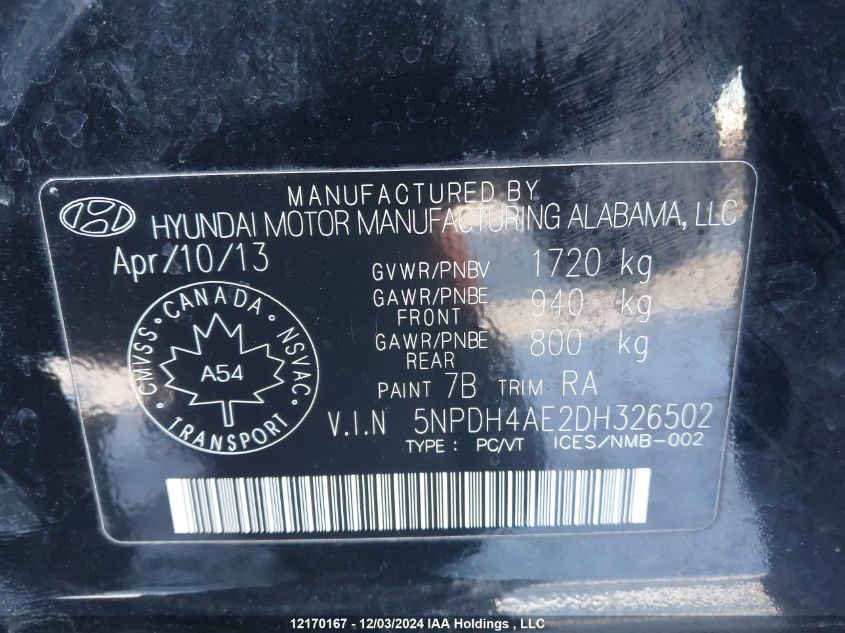 MANUFACTURED BY
HYUNDAI MOTOR MANUFACTURING ALABAMA, LLC
Apr/10/13
GVWR/PNBV 1720 kg
GAWR/PNBE FRONT 940 kg
GAWR/PNBE REAR 800 kg
PAINT 7B TRIM RA
V.I.N 5NPDH4AE2DH326502
TYPE : PC/VT ICES/NMB-002
CMVSS · CANADA · NSVAC · TRANSPORT ·
A54
12170167 - 12/03/2024 IAA Holdings , LLC